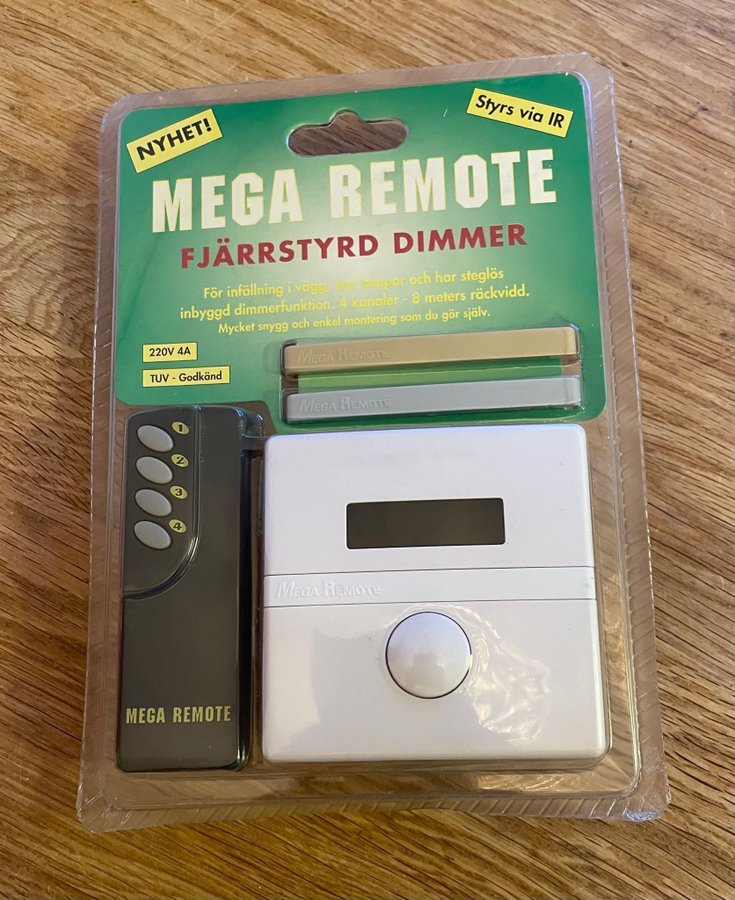 NYHET!
Styrs via IR
MEGA REMOTE
FJÄRRSTYRD DIMMER
För infällning i vägg, styr lampor och har steglös
inbyggd dimmerfunktion. 4 kanaler - 8 meters räckvidd.
Mycket snygg och enkel montering som du gör själv.
220V 4A
TUV - Godkänd
MEGA REMOTE
MEGA REMOTE
1
2
3
4
MEGA REMOTE
MEGA REMOTE